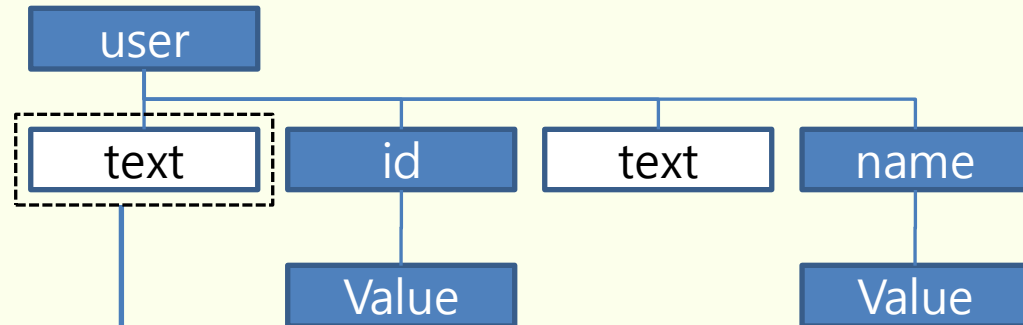 user
text
id
text
name
Value
Value